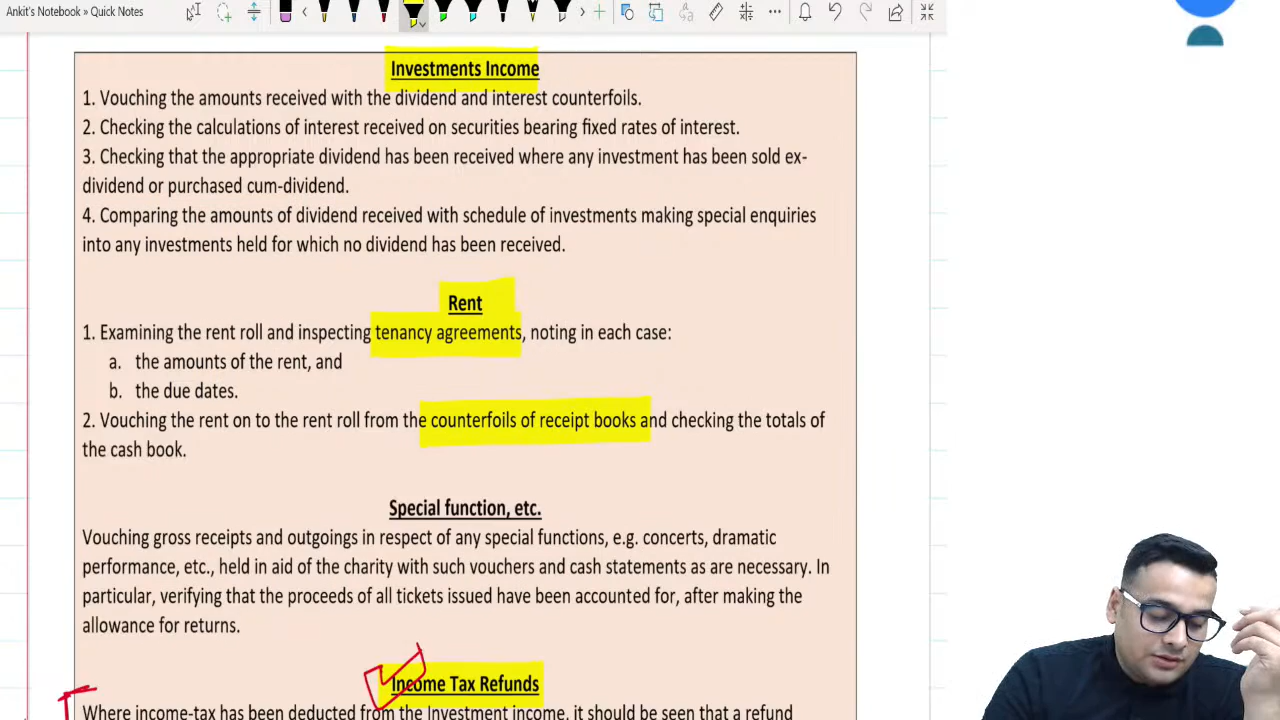 Ankit's Notebook » Quick Notes
Investments Income
1. Vouching the amounts received with the dividend and interest counterfoils.
2. Checking the calculations of interest received on securities bearing fixed rates of interest.
3. Checking that the appropriate dividend has been received where any investment has been sold ex-
dividend or purchased cum-dividend.
4. Comparing the amounts of dividend received with schedule of investments making special enquiries
into any investments held for which no dividend has been received.
Rent
1. Examining the rent roll and inspecting tenancy agreements, noting in each case:
a. the amounts of the rent, and
b. the due dates.
2. Vouching the rent on to the rent roll from the counterfoils of receipt books and checking the totals of
the cash book.
Special function, etc.
Vouching gross receipts and outgoings in respect of any special functions, e.g. concerts, dramatic
performance, etc., held in aid of the charity with such vouchers and cash statements as are necessary. In
particular, verifying that the proceeds of all tickets issued have been accounted for, after making the
allowance for returns.
Income Tax Refunds
Where income-tax has been deducted from the Investment income, it should be seen that a refund